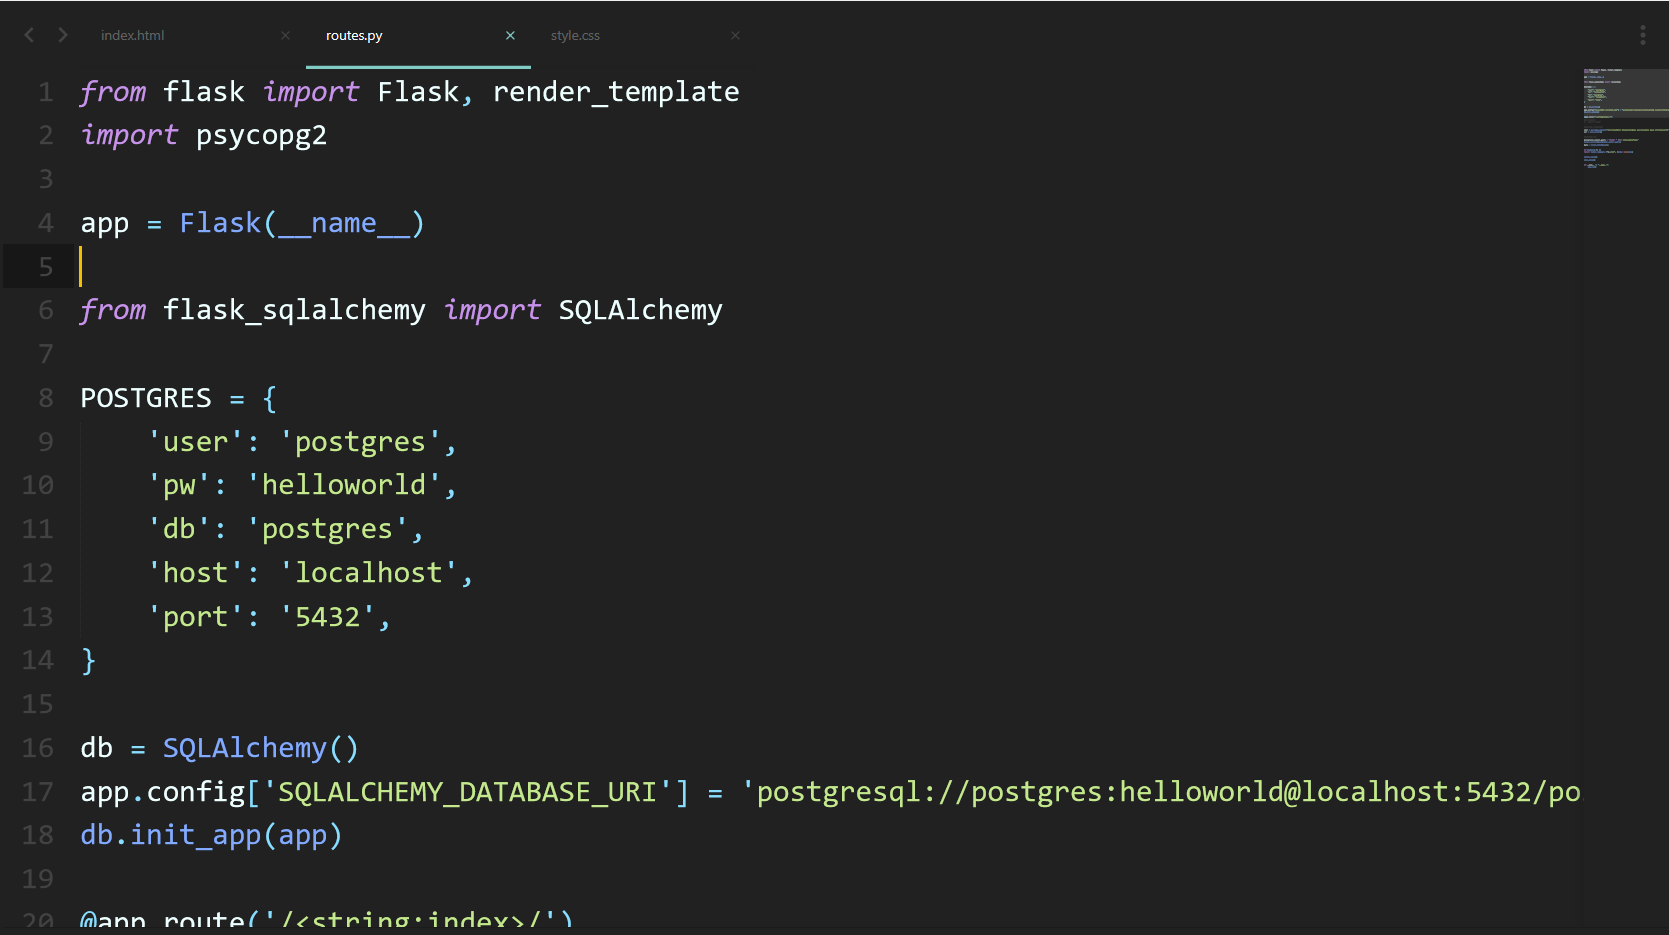 index.html × routes.py × style.css ×
1 from flask import Flask, render_template
2 import psycopg2
3
4 app = Flask(__name__)
5
6 from flask_sqlalchemy import SQLAlchemy
7
8 POSTGRES = {
9     'user': 'postgres',
10     'pw': 'helloworld',
11     'db': 'postgres',
12     'host': 'localhost',
13     'port': '5432',
14 }
15
16 db = SQLAlchemy()
17 app.config['SQLALCHEMY_DATABASE_URI'] = 'postgresql://postgres:helloworld@localhost:5432/po
18 db.init_app(app)
19
20 @app.route('/<string:index>/')